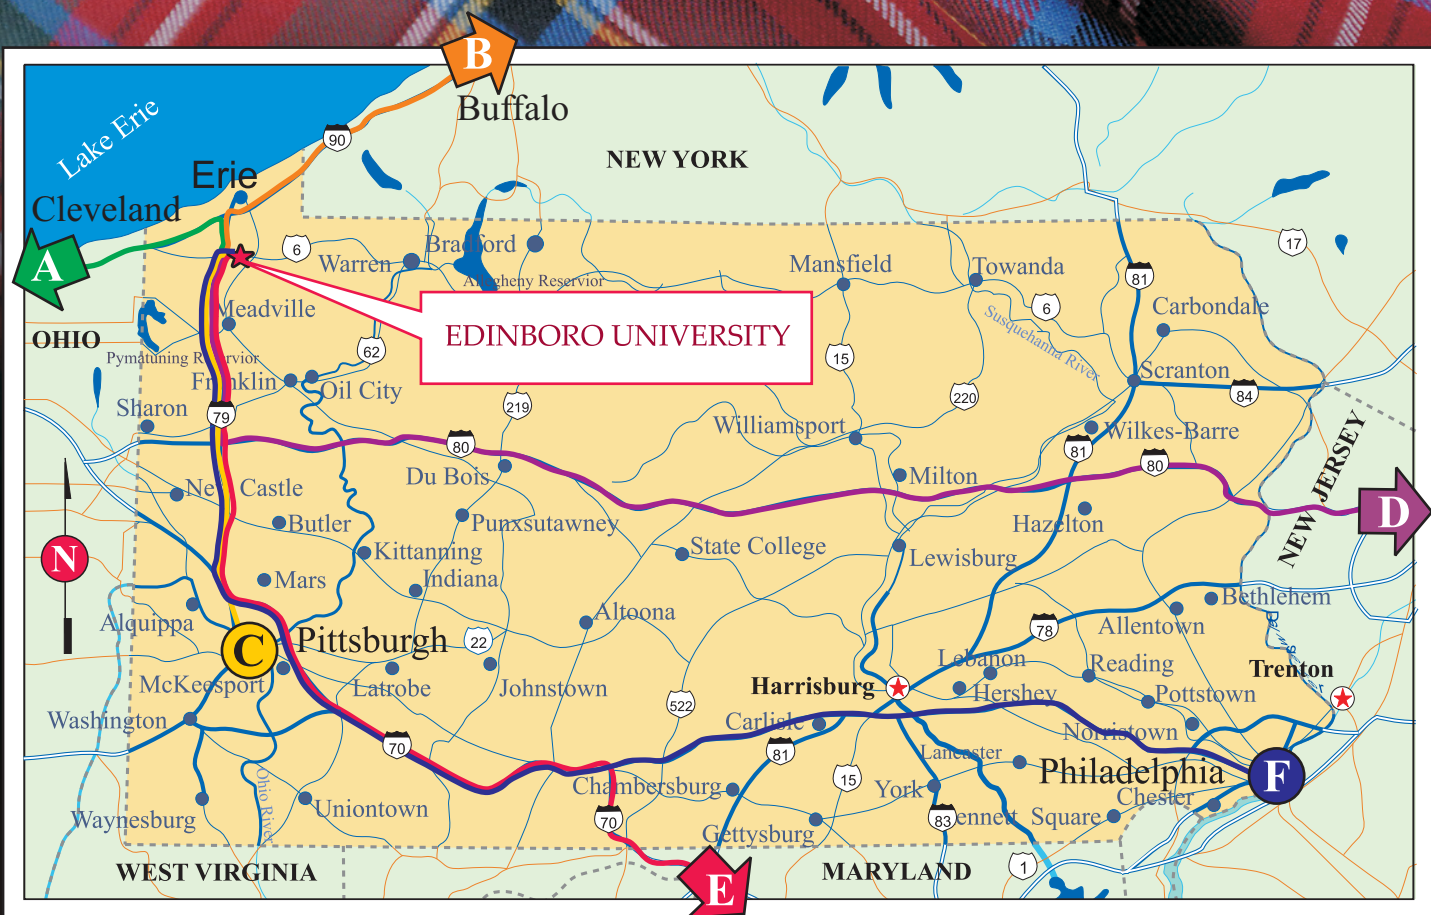 B
Buffalo
Lake Erie
90
NEW YORK
Erie
Cleveland
A
6
Bradford
Warren
Allegheny Reservior
Mansfield
Towanda
17
81
6
Carbondale
Susquehanna River
OHIO
Meadville
EDINBORO UNIVERSITY
Pymatuning Reservior
62
15
Franklin
Oil City
Scranton
84
220
219
Sharon
79
Williamsport
Wilkes-Barre
81
80
80
NEW JERSEY
Du Bois
Milton
New Castle
D
Butler
Punxsutawney
Hazelton
N
Kittanning
State College
Lewisburg
Mars
Indiana
Bethlehem
Alquippa
Altoona
78
Allentown
C
Pittsburgh
22
Lebanon
Reading
Trenton
McKeesport
Latrobe
Johnstown
Harrisburg
Hershey
Pottstown
522
Washington
Carlisle
Norristown
70
81
Lancaster
Philadelphia
F
Chambersburg
15
York
Chester
Ohio River
Uniontown
Waynesburg
70
Gettysburg
83
ennett Square
WEST VIRGINIA
MARYLAND
1
E